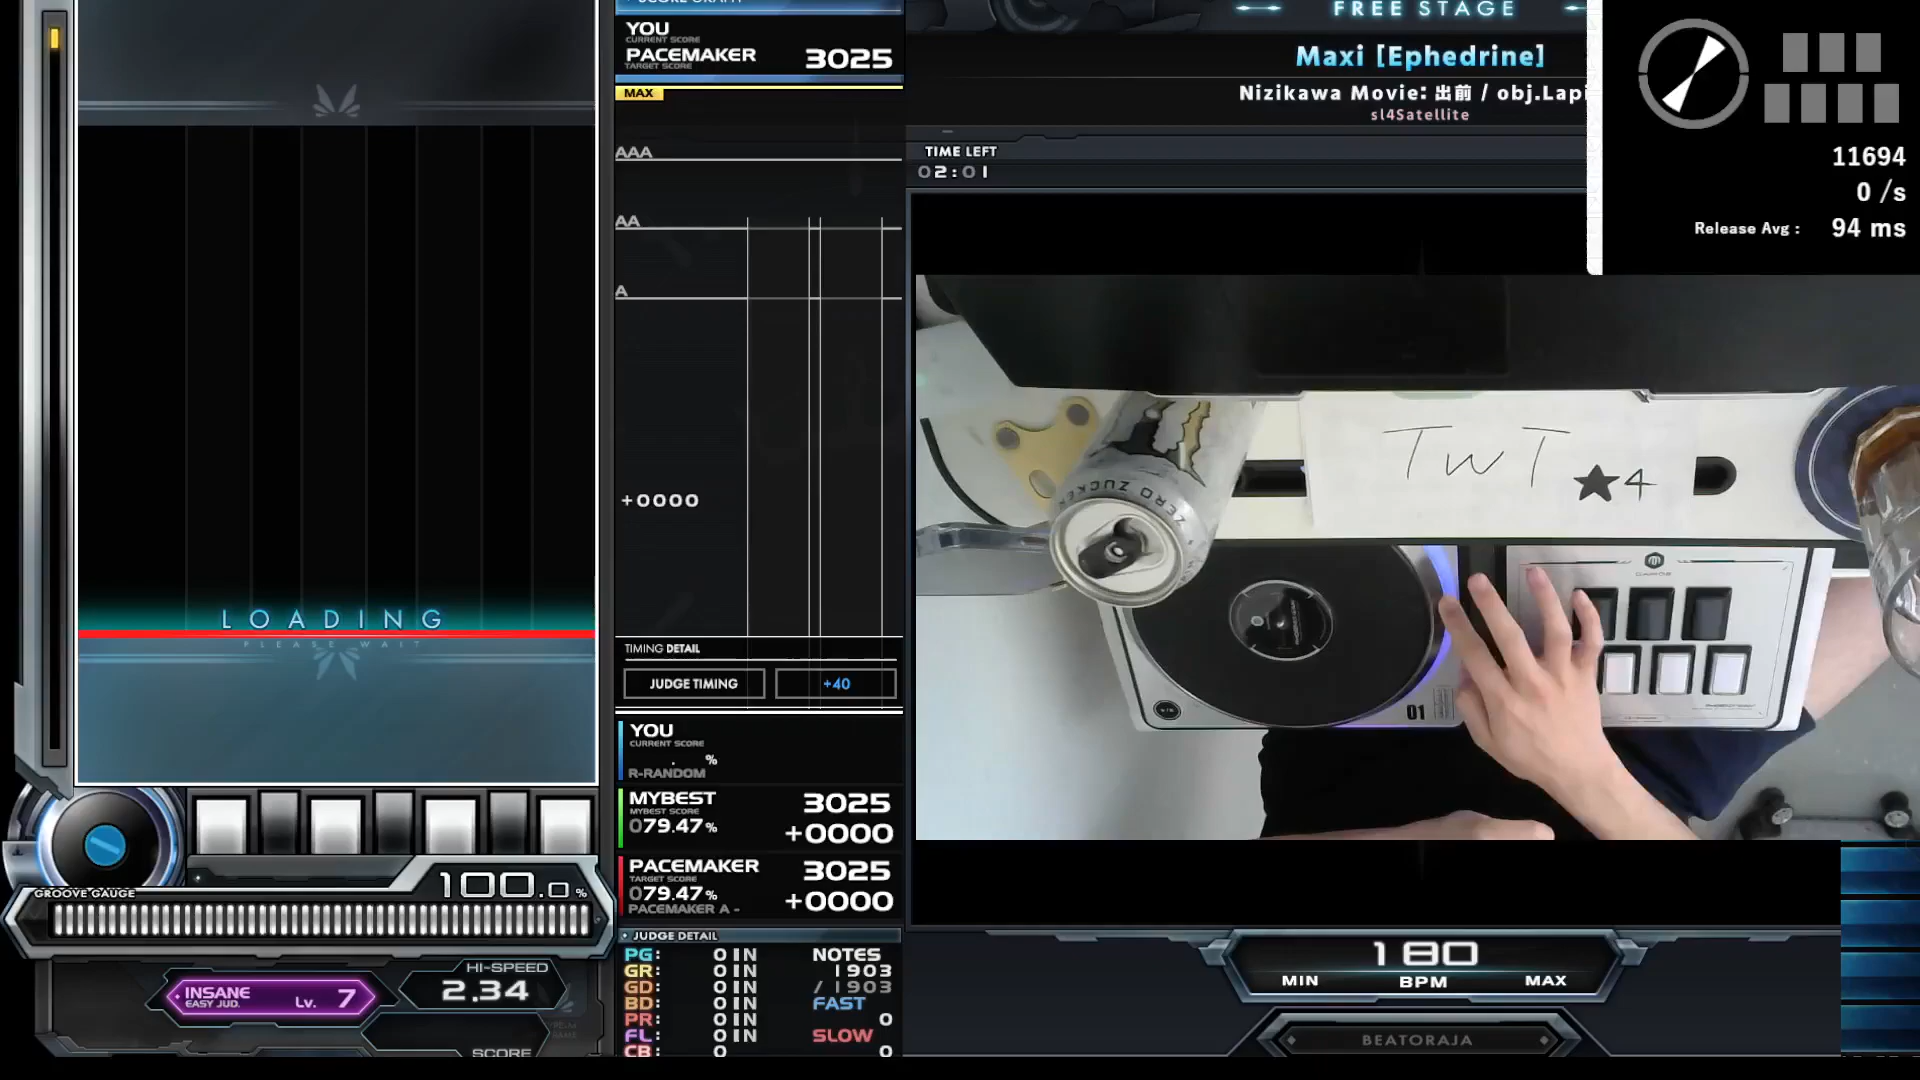 YOU
CURRENT SCORE
PACEMAKER 3025
TARGET SCORE
MAX
AAA
AA
A
+0000
TIMING DETAIL
JUDGE TIMING +40
YOU
CURRENT SCORE
. %
R-RANDOM
MYBEST 3025
MYBEST SCORE
079.47% +0000
PACEMAKER 3025
TARGET SCORE
079.47% +0000
PACEMAKER A -
JUDGE DETAIL
PG: 0 IN NOTES
GR: 0 IN 1903
GD: 0 IN / 1903
BD: 0 IN FAST
PR: 0 IN 0
FL: 0 IN SLOW
CB: 0 0
LOADING
PLEASE WAIT
GROOVE GAUGE 100.0 %
INSANE Lv. 7
EASY JUD.
HI-SPEED
2.34
SCORE
FREE STAGE
Maxi [Ephedrine]
Nizikawa Movie: 出前 / obj.Lapi
sl4Satellite
TIME LEFT
02:01
11694
0 /s
Release Avg : 94 ms
ZERO ZUCKER
TWT ★4
01
180
MIN BPM MAX
BEATORAJA